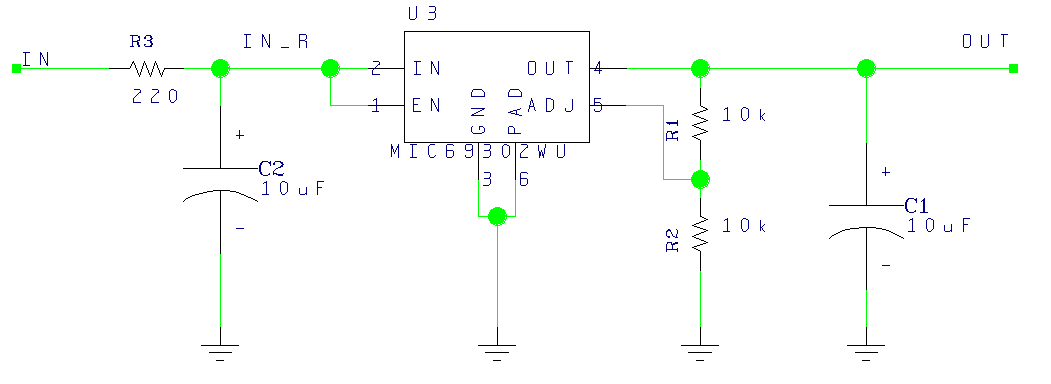 U3
IN
R3
220
IN_R
2
IN
1
EN
GND
PAD
OUT
4
ADJ
5
MIC69302WU
3
6
+
C2
10uF
-
R1
10k
R2
10k
OUT
+
C1
10uF
-